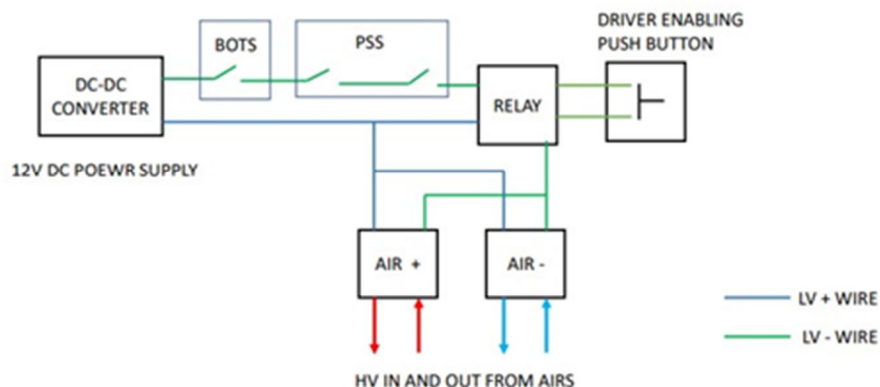 DRIVER ENABLING
PUSH BUTTON
BOTS
PSS
DC-DC
CONVERTER
RELAY
12V DC POEWR SUPPLY
AIR +
AIR -
LV + WIRE
LV - WIRE
HV IN AND OUT FROM AIRS